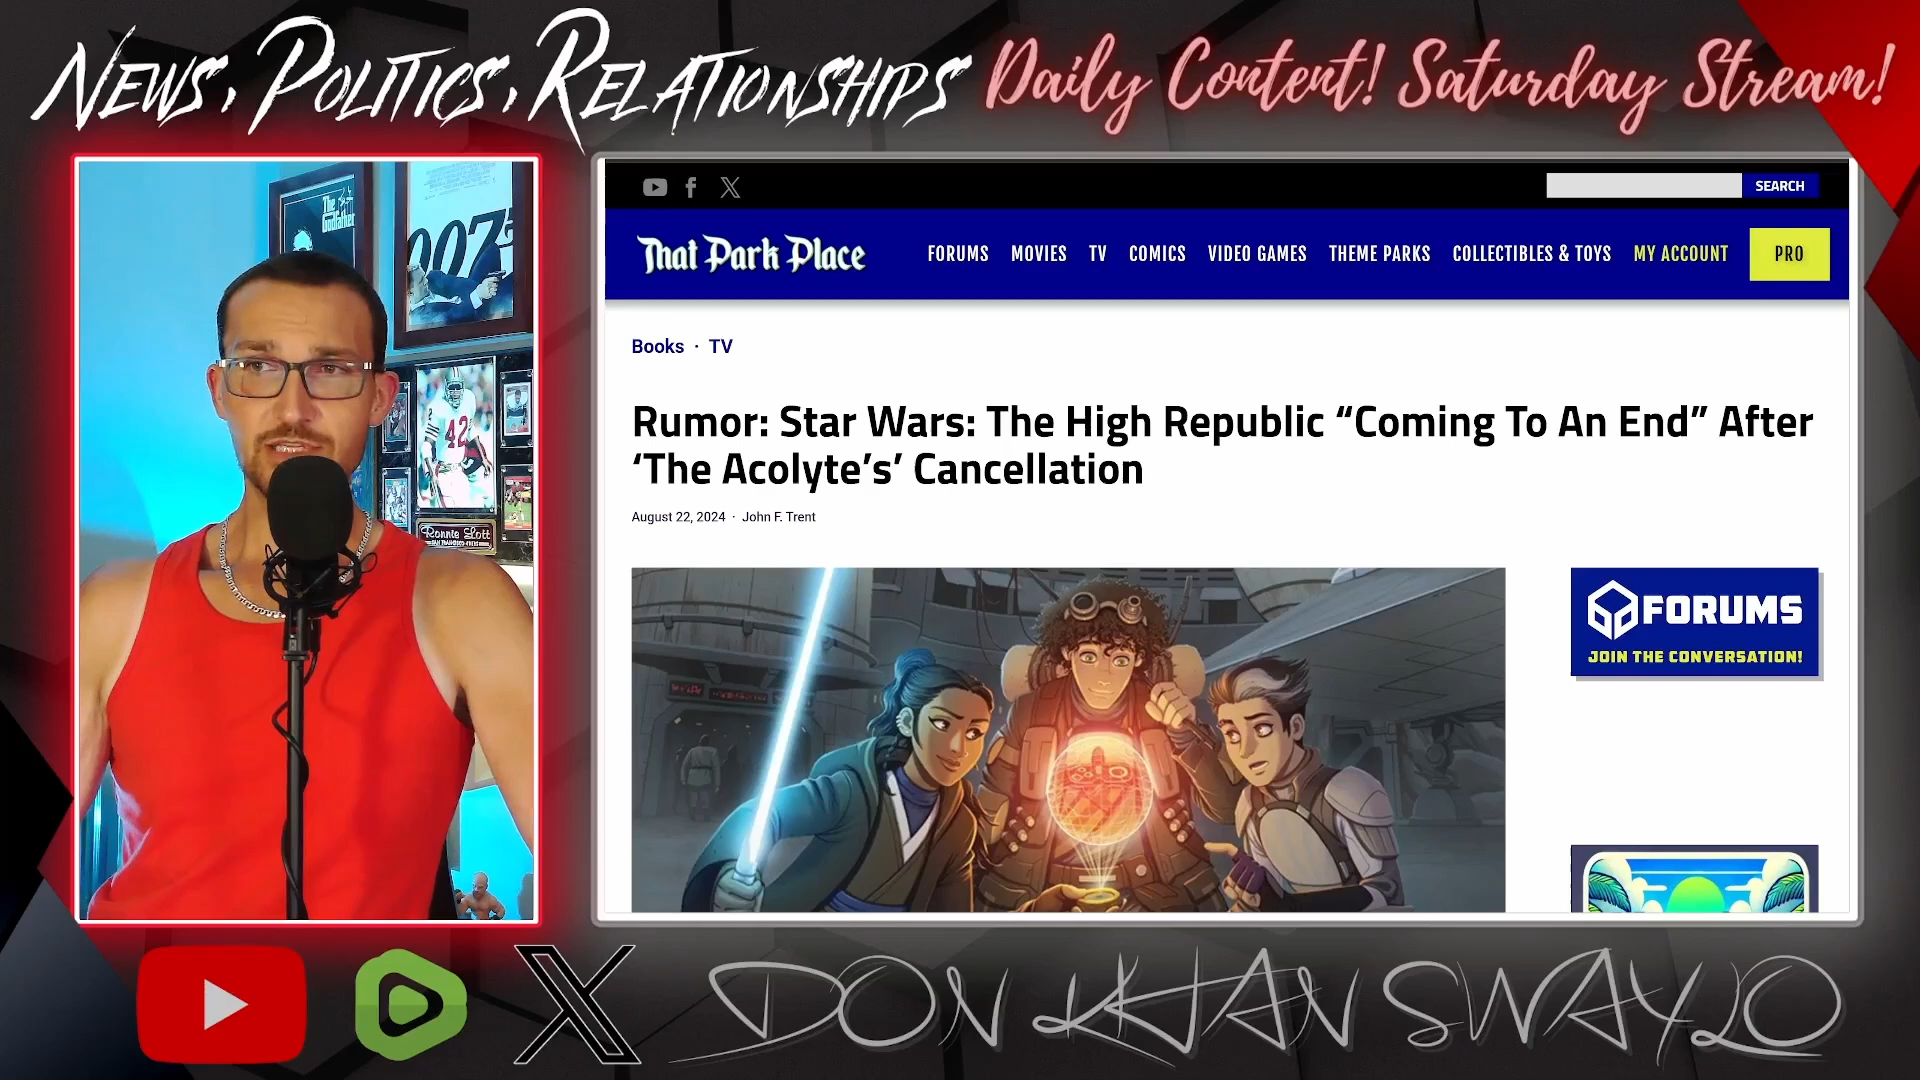 News, Politics, Relationships Daily Content! Saturday Stream!
The Godfather
007
42
Ronnie Lott
SAN FRANCISCO 49ERS
SEARCH
That Park Place FORUMS MOVIES TV COMICS VIDEO GAMES THEME PARKS COLLECTIBLES & TOYS MY ACCOUNT PRO
Books · TV
Rumor: Star Wars: The High Republic “Coming To An End” After
‘The Acolyte’s’ Cancellation
August 22, 2024 · John F. Trent
FORUMS
JOIN THE CONVERSATION!
DON KHAN SWAYLO